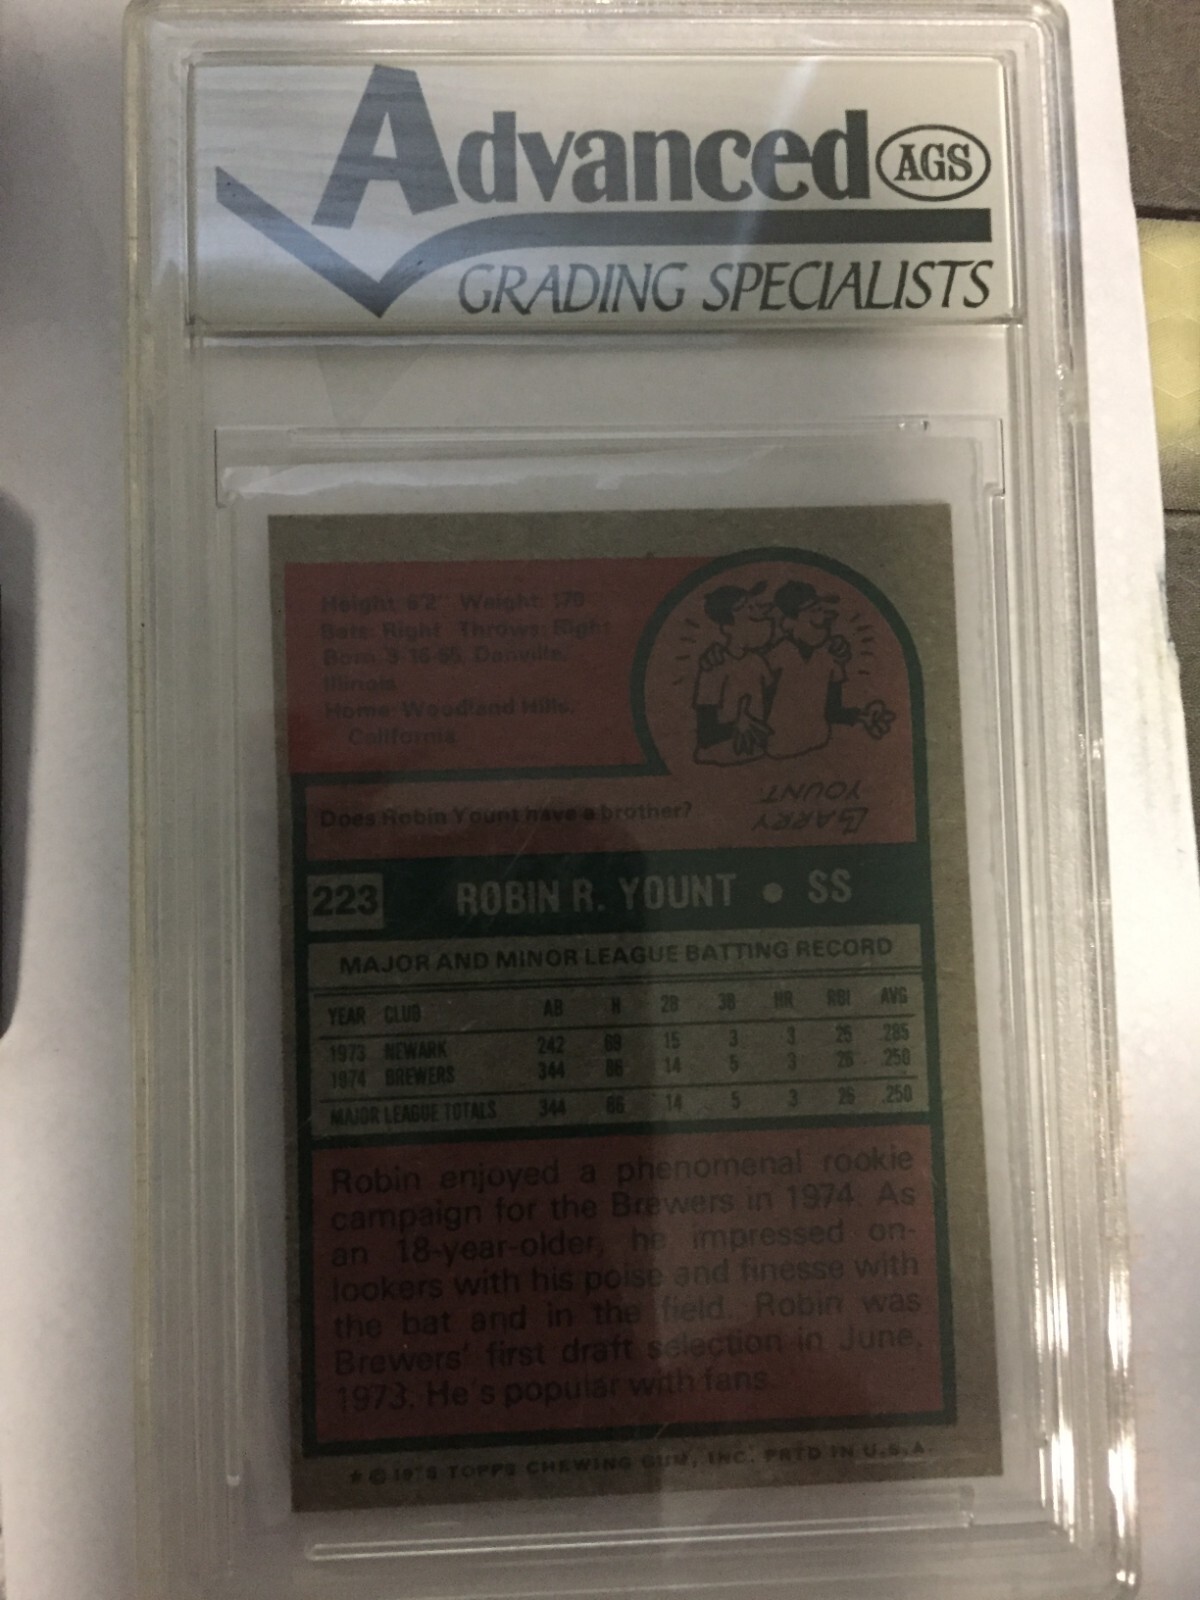 Advanced AGS
GRADING SPECIALISTS
Height: 6'2" Weight: 170
Bats: Right Throws: Right
Born: 9-16-55, Danville,
Illinois
Home: Woodland Hills,
California
Does Robin Yount have a brother?
LARRY
YOUNT
223 ROBIN R. YOUNT • SS
MAJOR AND MINOR LEAGUE BATTING RECORD
YEAR CLUB AB H 2B 3B HR RBI AVG
1973 NEWARK 242 69 15 3 3 25 .285
1974 BREWERS 344 86 14 5 3 26 .250
MAJOR LEAGUE TOTALS 344 86 14 5 3 26 .250
Robin enjoyed a phenomenal rookie
campaign for the Brewers in 1974. As
an 18-year-older, he impressed on-
lookers with his poise and finesse with
the bat and in the field. Robin was
Brewers' first draft selection in June,
1973. He's popular with fans.
* © 1975 TOPPS CHEWING GUM, INC. PRTD IN U.S.A.